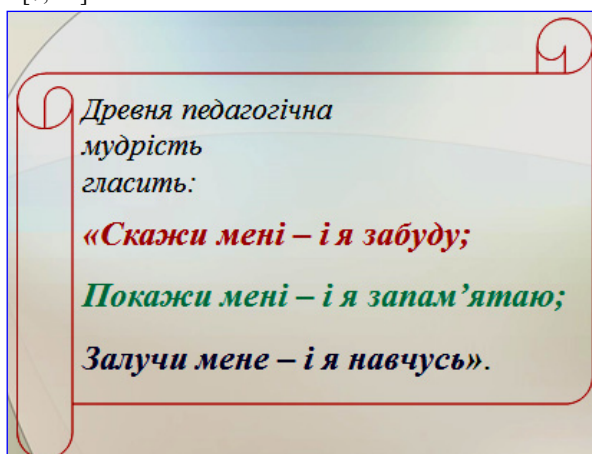 Древня педагогічна
мудрість
гласить:
«Скажи мені – і я забуду;
Покажи мені – і я запам’ятаю;
Залучи мене – і я навчусь».